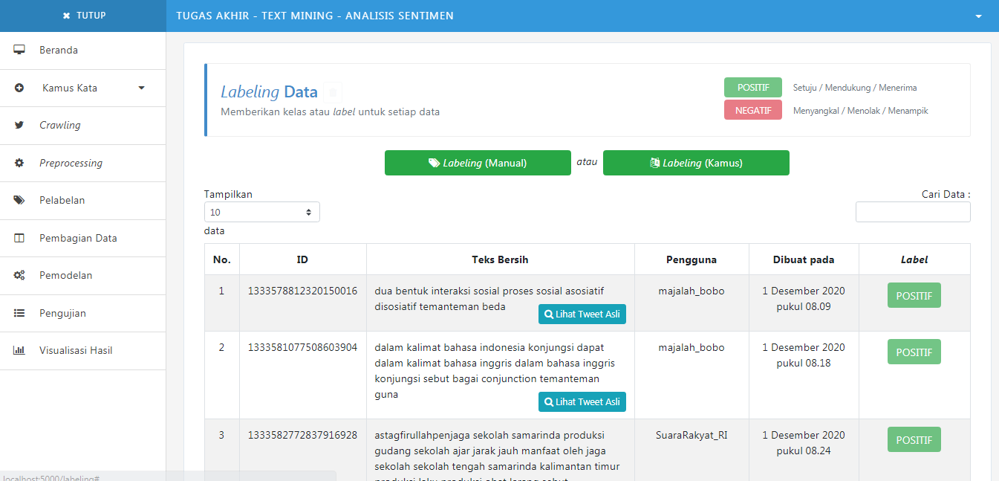 TUTUP
TUGAS AKHIR - TEXT MINING - ANALISIS SENTIMEN
Beranda
Kamus Kata
Crawling
Preprocessing
Pelabelan
Pembagian Data
Pemodelan
Pengujian
Visualisasi Hasil
Labeling Data
Memberikan kelas atau label untuk setiap data
POSITIF Setuju / Mendukung / Menerima
NEGATIF Menyangkal / Menolak / Menampik
Labeling (Manual) atau Labeling (Kamus)
Tampilkan
10
data
Cari Data :
No. ID Teks Bersih Pengguna Dibuat pada Label
1 1333578812320150016 dua bentuk interaksi sosial proses sosial asosiatif majalah_bobo 1 Desember 2020 POSITIF
disosiatif temanteman beda pukul 08.09
Lihat Tweet Asli
2 1333581077508603904 dalam kalimat bahasa indonesia konjungsi dapat majalah_bobo 1 Desember 2020 POSITIF
dalam kalimat bahasa inggris dalam bahasa inggris pukul 08.18
konjungsi sebut bagai conjunction temanteman
guna
Lihat Tweet Asli
3 1333582772837916928 astagfirullahpenjaga sekolah samarinda produksi SuaraRakyat_RI 1 Desember 2020 POSITIF
gudang sekolah ajar jarak jauh manfaat oleh jaga pukul 08.24
sekolah sekolah tengah samarinda kalimantan timur
produksi laku produksi obat larang sebut
localhost:5000/labeling#